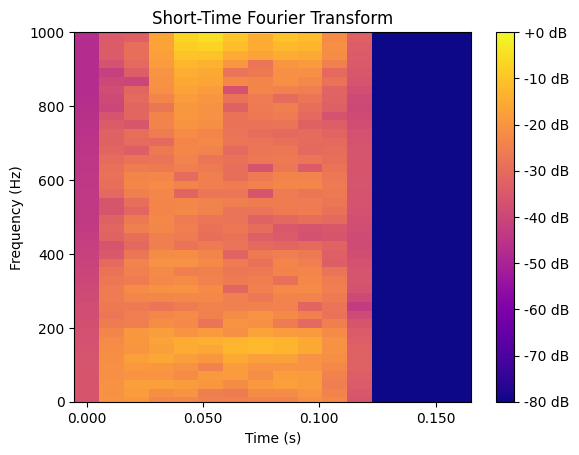 Short-Time Fourier Transform
1000
800
600
400
200
0
Frequency (Hz)
0.000
0.050
0.100
0.150
Time (s)
+0 dB
-10 dB
-20 dB
-30 dB
-40 dB
-50 dB
-60 dB
-70 dB
-80 dB